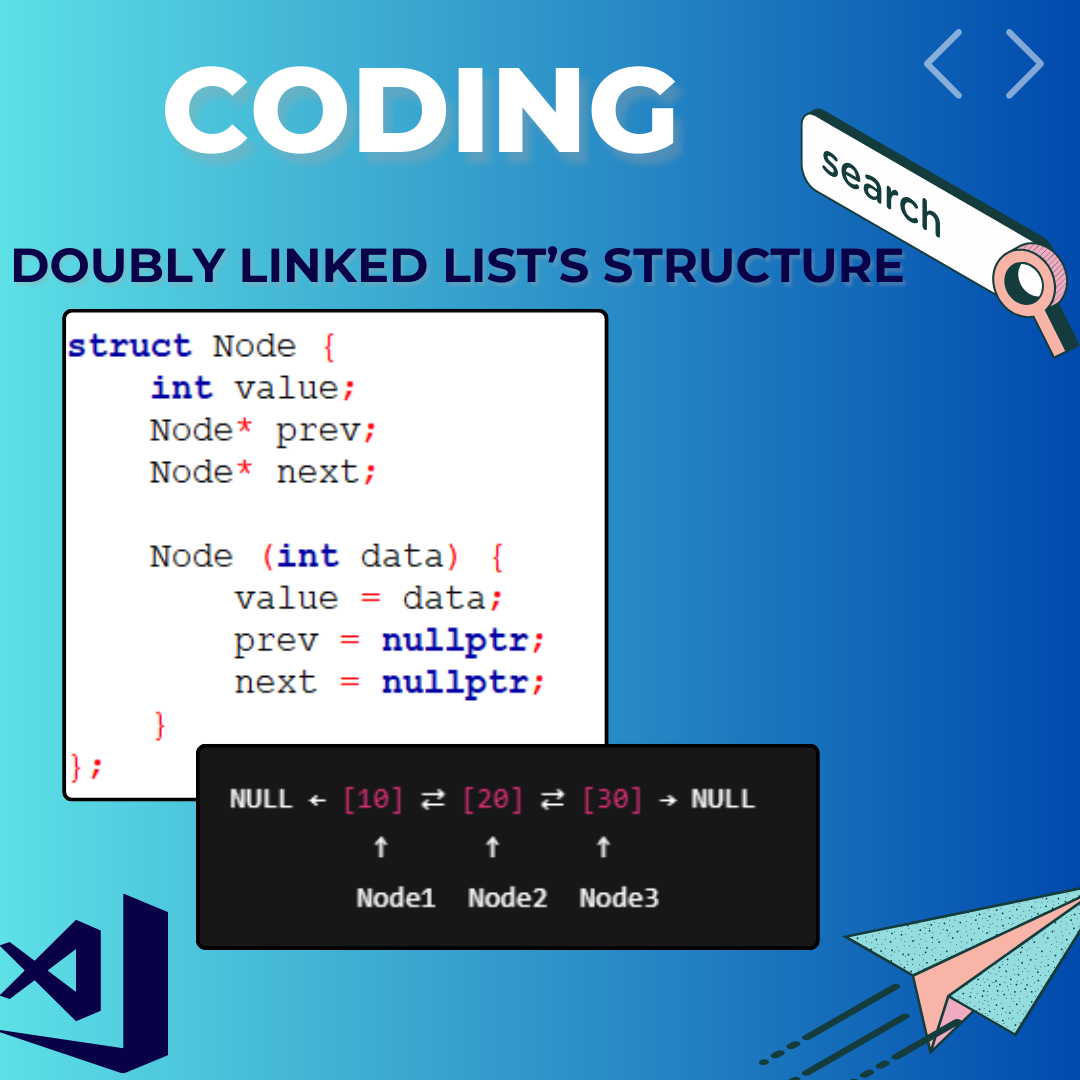 CODING
search
DOUBLY LINKED LIST’S STRUCTURE
struct Node {
    int value;
    Node* prev;
    Node* next;

    Node (int data) {
        value = data;
        prev = nullptr;
        next = nullptr;
    }
};
NULL ← [10] ⇄ [20] ⇄ [30] → NULL
↑ ↑ ↑
Node1 Node2 Node3